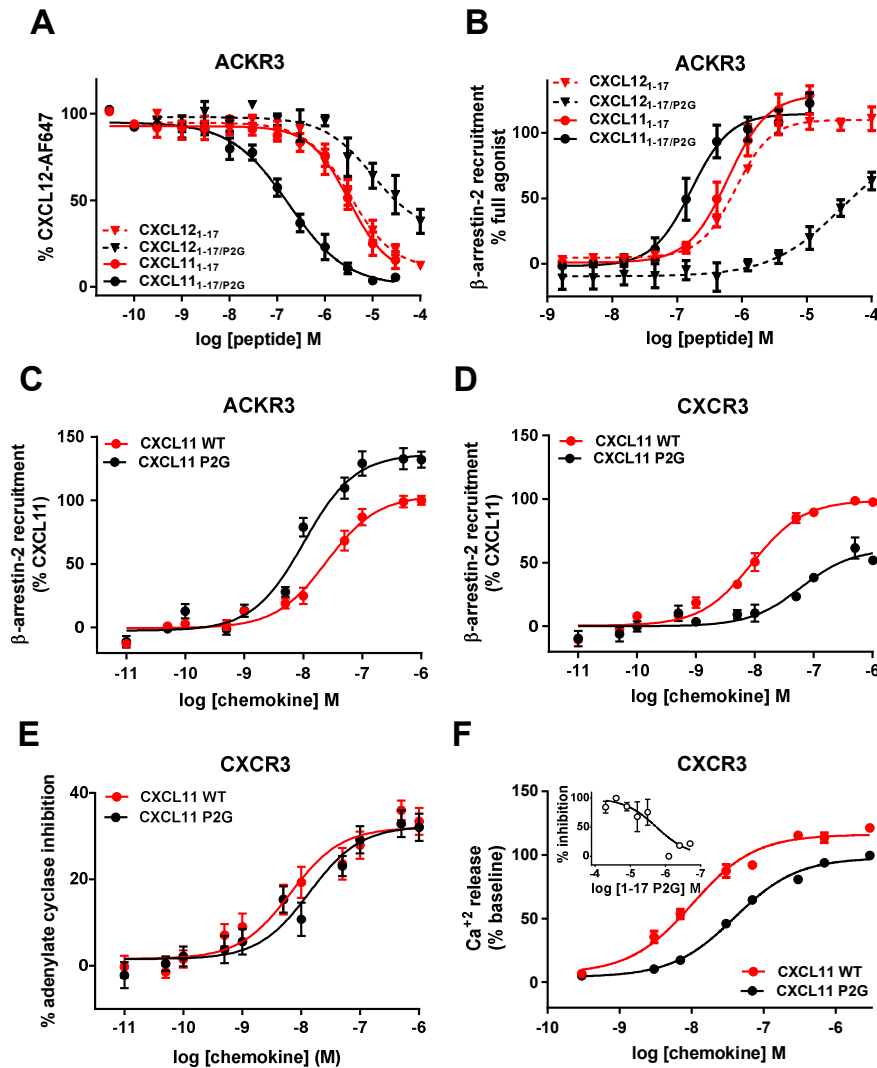 A
ACKR3
% CXCL12-AF647
100
50
0
CXCL12₁₋₁₇
CXCL12₁₋₁₇/P2G
CXCL11₁₋₁₇
CXCL11₁₋₁₇/P2G
-10 -9 -8 -7 -6 -5 -4
log [peptide] M
B
ACKR3
β-arrestin-2 recruitment
% full agonist
100
50
0
CXCL12₁₋₁₇
CXCL12₁₋₁₇/P2G
CXCL11₁₋₁₇
CXCL11₁₋₁₇/P2G
-9 -8 -7 -6 -5 -4
log [peptide] M
C
ACKR3
β-arrestin-2 recruitment
(% CXCL11)
150
100
50
0
CXCL11 WT
CXCL11 P2G
-11 -10 -9 -8 -7 -6
log [chemokine] M
D
CXCR3
β-arrestin-2 recruitment
(% CXCL11)
150
100
50
0
CXCL11 WT
CXCL11 P2G
-11 -10 -9 -8 -7 -6
log [chemokine] M
E
CXCR3
% adenylate cyclase inhibition
40
20
0
CXCL11 WT
CXCL11 P2G
-11 -10 -9 -8 -7 -6
log [chemokine] (M)
F
CXCR3
Ca⁺² release
(% baseline)
150
100
50
0
% inhibition
100
50
0
-4 -5 -6 -7
log [1-17 P2G] M
CXCL11 WT
CXCL11 P2G
-10 -9 -8 -7 -6
log [chemokine] M